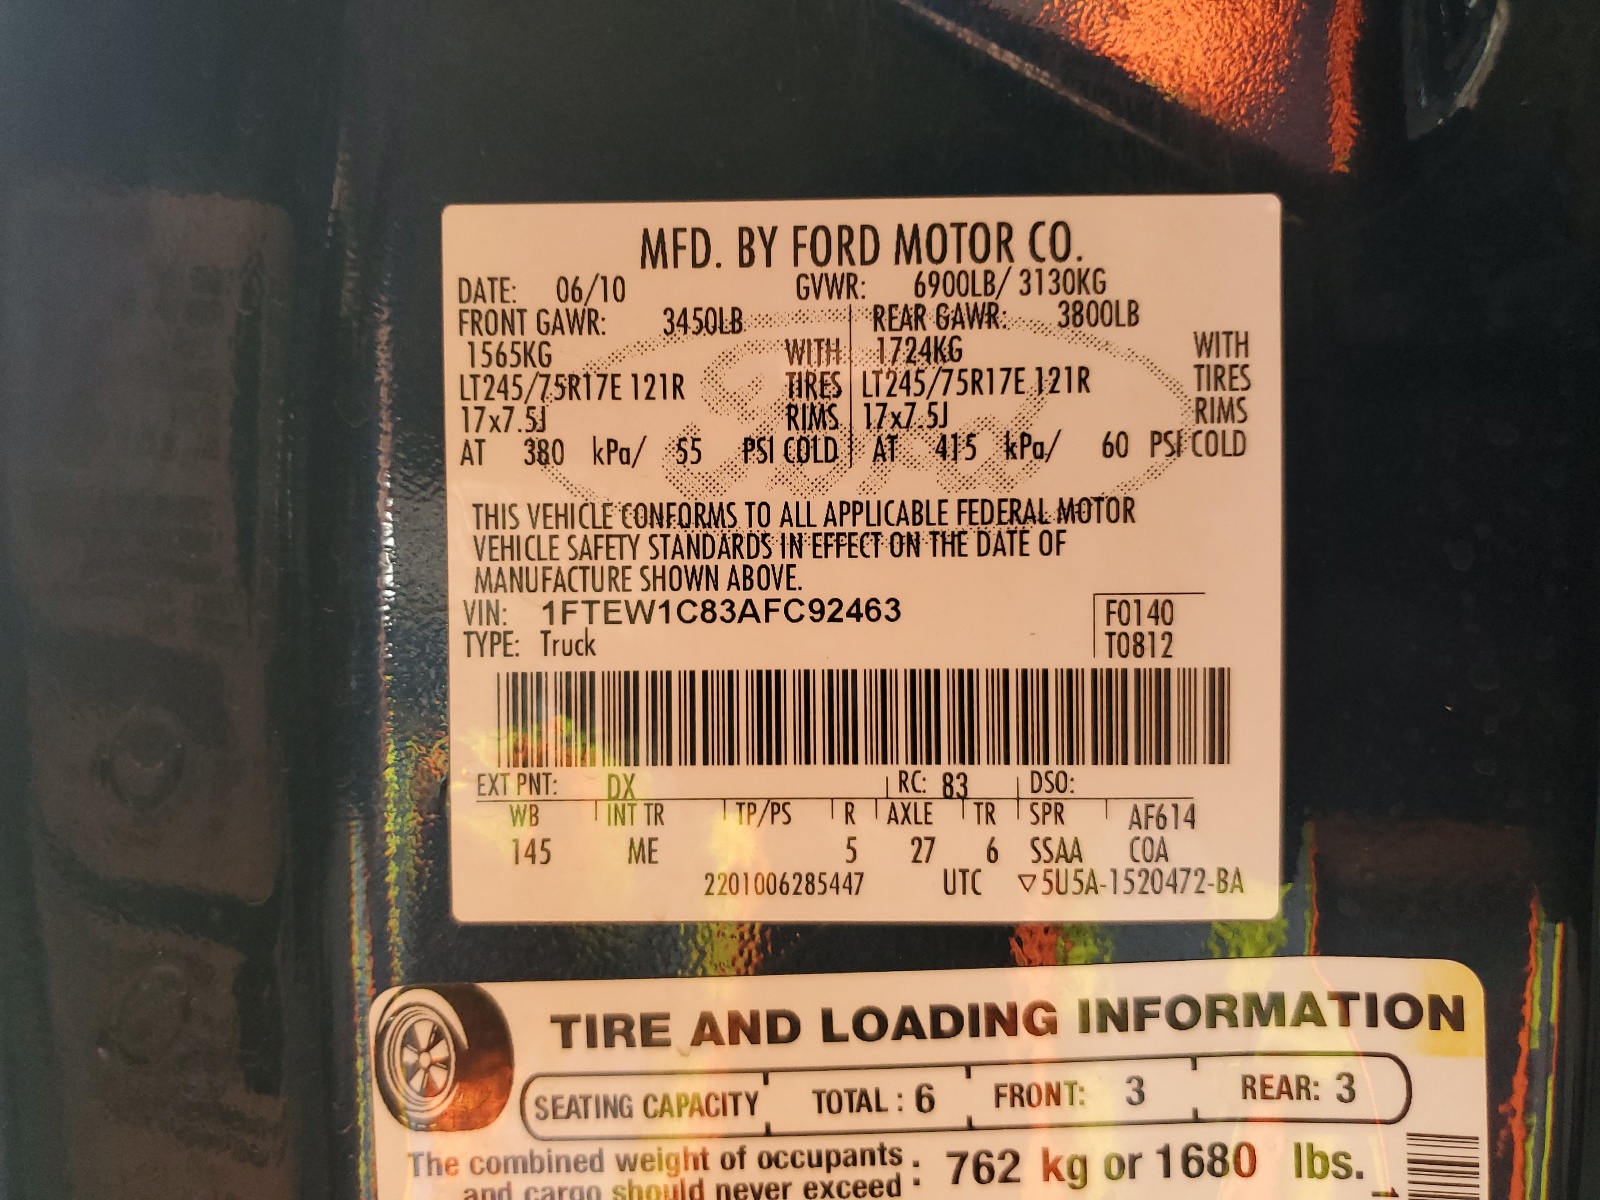 MFD. BY FORD MOTOR CO.
DATE: 06/10 GVWR: 6900LB/ 3130KG
FRONT GAWR: 3450LB REAR GAWR: 3800LB
1565KG WITH 1724KG WITH
LT245/75R17E 121R TIRES LT245/75R17E 121R TIRES
17x7.5J RIMS 17x7.5J RIMS
AT 380 kPa/ 55 PSI COLD AT 415 kPa/ 60 PSI COLD
THIS VEHICLE CONFORMS TO ALL APPLICABLE FEDERAL MOTOR
VEHICLE SAFETY STANDARDS IN EFFECT ON THE DATE OF
MANUFACTURE SHOWN ABOVE.
VIN: 1FTEW1C83AFC92463 F0140
TYPE: Truck T0812
EXT PNT: DX RC: 83 DSO:
WB INT TR TP/PS R AXLE TR SPR AF614
145 ME 5 27 6 SSAA COA
2201006285447 UTC ▽5U5A-1520472-BA
TIRE AND LOADING INFORMATION
SEATING CAPACITY TOTAL : 6 FRONT: 3 REAR: 3
The combined weight of occupants : 762 kg or 1680 lbs.
and cargo should never exceed :